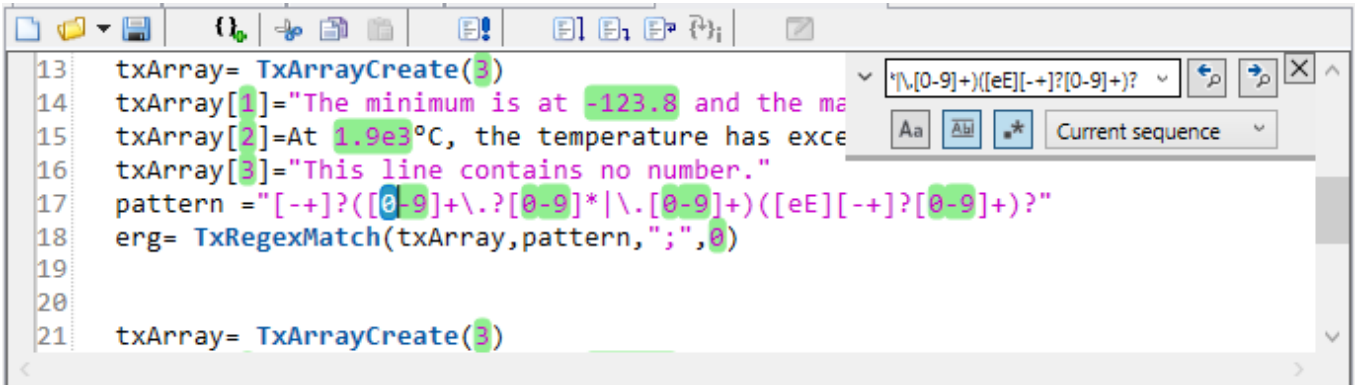 13 txArray= TxArrayCreate(3)
14 txArray[1]="The minimum is at -123.8 and the ma
15 txArray[2]=At 1.9e3°C, the temperature has exce
16 txArray[3]="This line contains no number."
17 pattern ="[-+]?([0-9]+\.?[0-9]*|\.[0-9]+)([eE][-+]?[0-9]+)?"
18 erg= TxRegexMatch(txArray,pattern,";",0)
19
20
21 txArray= TxArrayCreate(3)
*|\.[0-9]+)([eE][-+]?[0-9]+)?
Aa Ab .* Current sequence